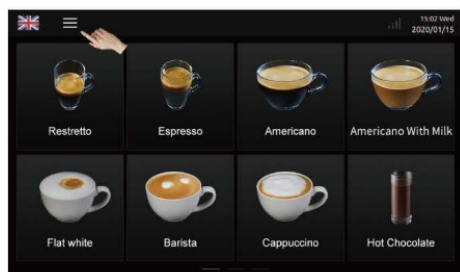 15:02 Wed
2020/01/15
Restretto
Espresso
Americano
Americano With Milk
Flat white
Barista
Cappuccino
Hot Chocolate